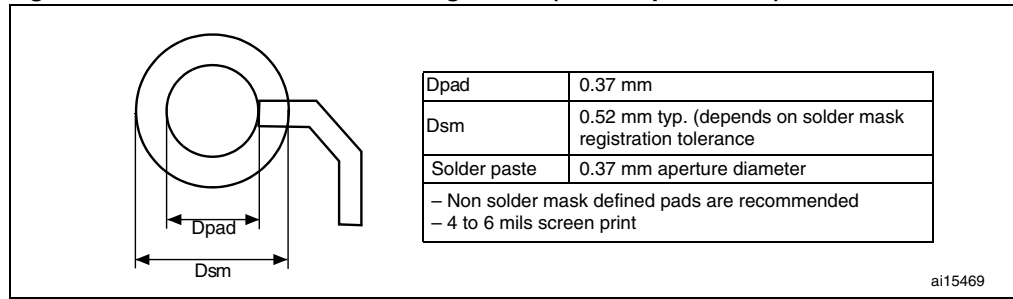 Dpad
Dsm
Dpad 0.37 mm
Dsm 0.52 mm typ. (depends on solder mask
registration tolerance
Solder paste 0.37 mm aperture diameter
– Non solder mask defined pads are recommended
– 4 to 6 mils screen print
ai15469